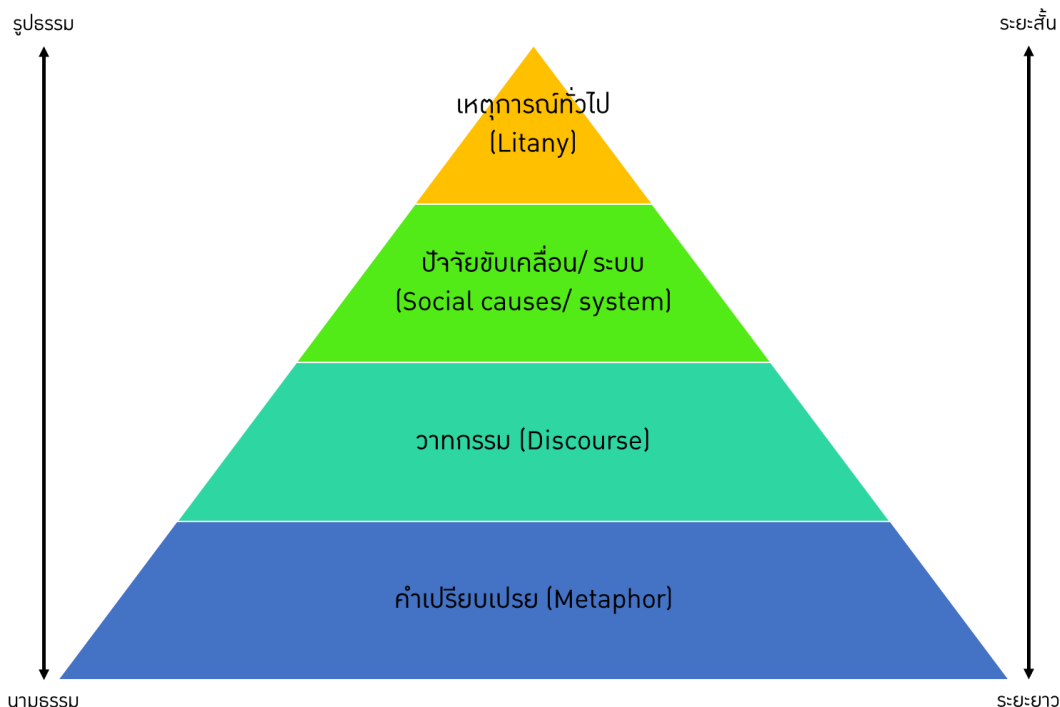 รูปธรรม
ระยะสั้น
เหตุการณ์ทั่วไป
(Litany)
ปัจจัยขับเคลื่อน/ ระบบ
(Social causes/ system)
วาทกรรม (Discourse)
คำเปรียบเปรย (Metaphor)
นามธรรม
ระยะยาว